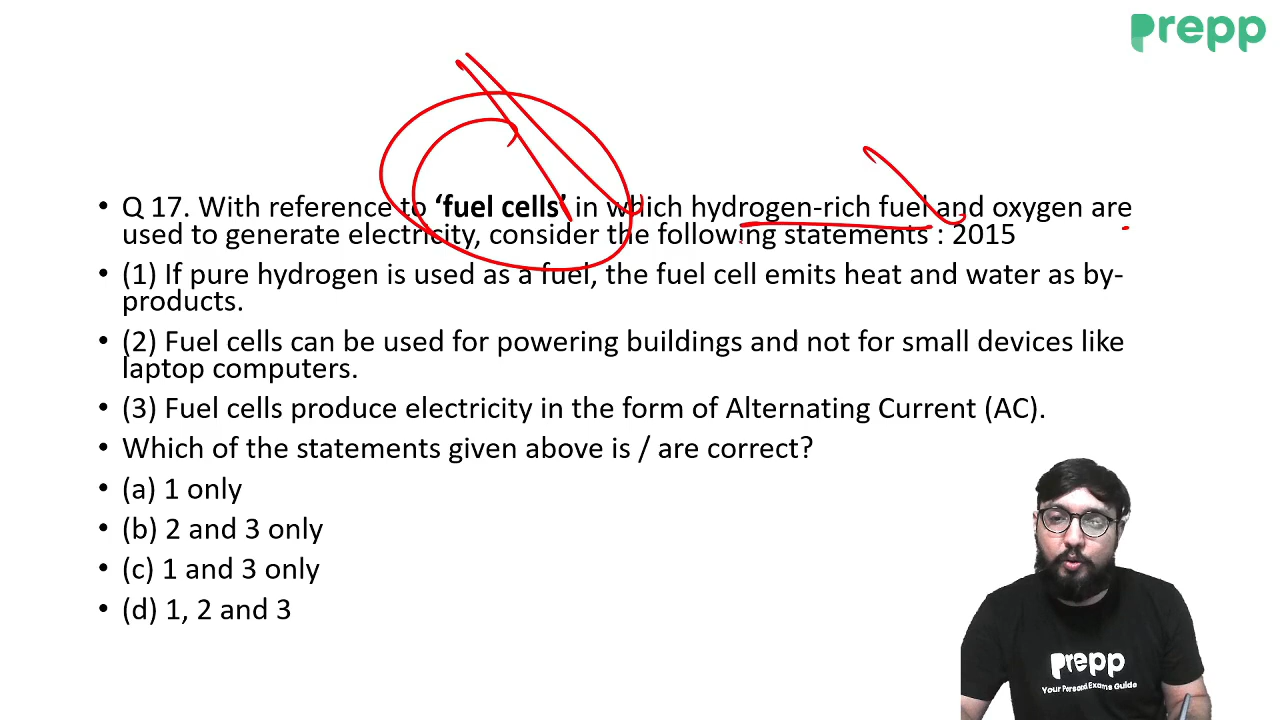 prepp
• Q 17. With reference to ‘fuel cells’ in which hydrogen-rich fuel and oxygen are
used to generate electricity, consider the following statements : 2015
• (1) If pure hydrogen is used as a fuel, the fuel cell emits heat and water as by-
products.
• (2) Fuel cells can be used for powering buildings and not for small devices like
laptop computers.
• (3) Fuel cells produce electricity in the form of Alternating Current (AC).
• Which of the statements given above is / are correct?
• (a) 1 only
• (b) 2 and 3 only
• (c) 1 and 3 only
• (d) 1, 2 and 3
prepp
Your Personal Exams Guide